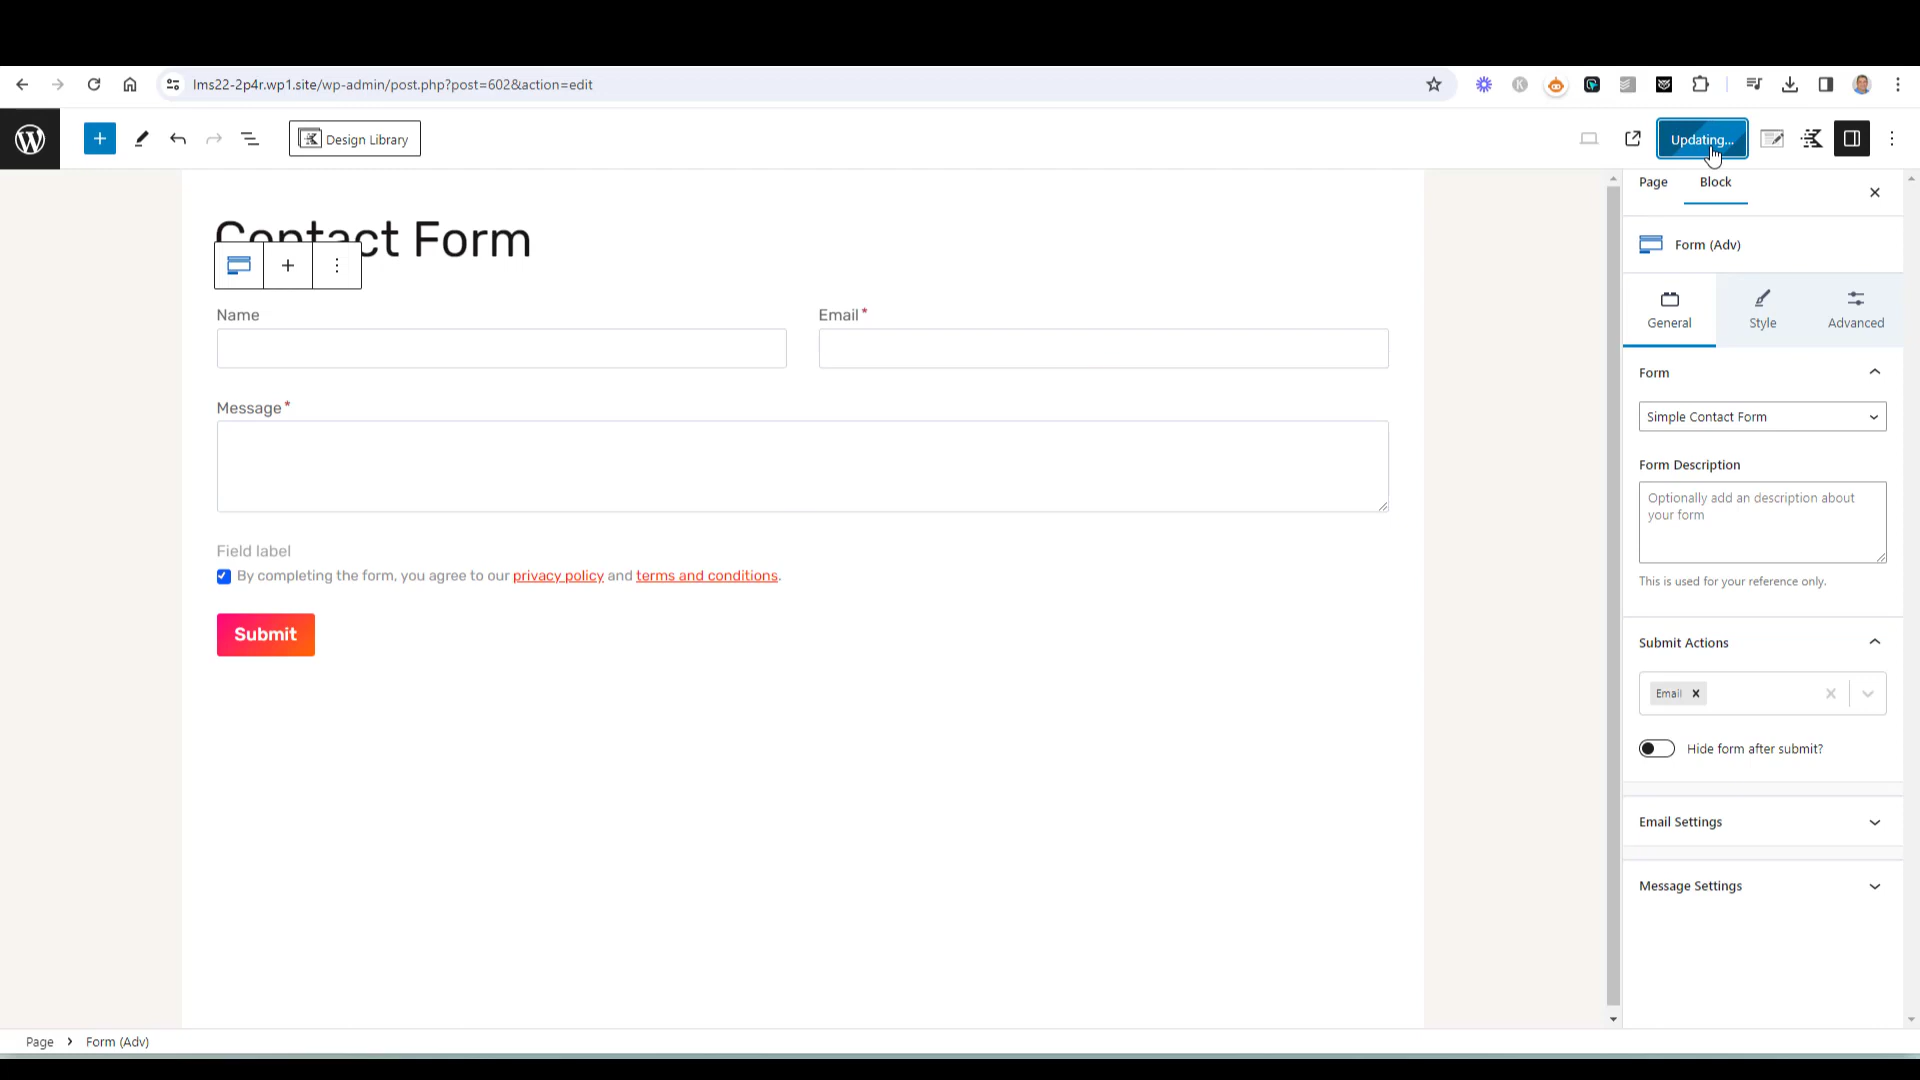 lms22-2p4r.wp1.site/wp-admin/post.php?post=602&action=edit
Design Library
Updating...
Page
Block
Contact Form
Form (Adv)
Name
Email*
General
Style
Advanced
Form
Message*
Simple Contact Form
Form Description
Optionally add an description about
your form
Field label
By completing the form, you agree to our privacy policy and terms and conditions.
This is used for your reference only.
Submit
Submit Actions
Email
Hide form after submit?
Email Settings
Message Settings
Page > Form (Adv)